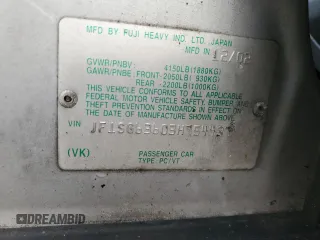 MFD BY FUJI HEAVY IND. LTD., JAPAN
MFD IN 12/02
GVWR/PNBV : 4150LB(1880KG)
GAWR/PNBE: FRONT-2050LB( 930KG)
REAR -2200LB(1000KG)
THIS VEHICLE CONFORMS TO ALL APPLICABLE
FEDERAL MOTOR VEHICLE SAFETY, BUMPER, AND
THEFT PREVENTION STANDARDS IN EFFECT ON THE
DATE OF MANUFACTURE SHOWN ABOVE.
VIN:
(VK)
PASSENGER CAR
TYPE: PC/VT
DREAMBID